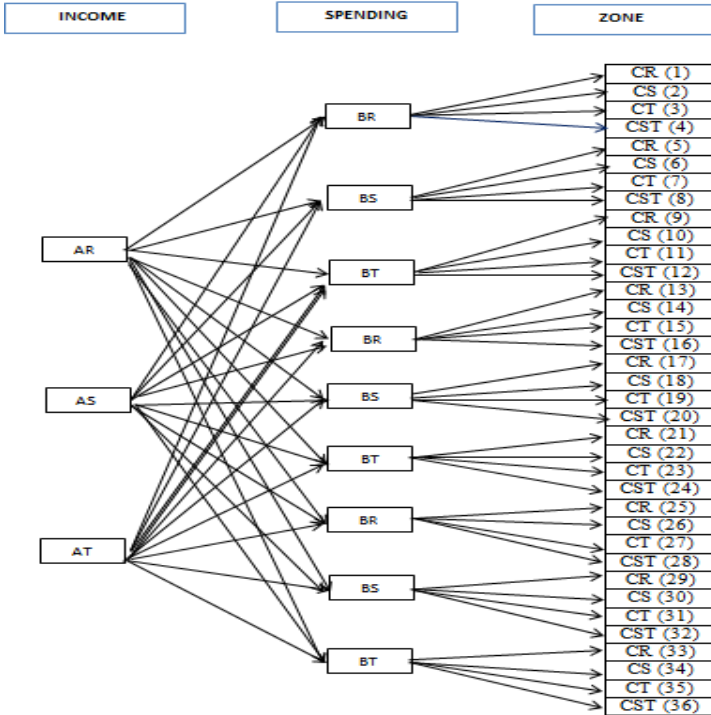 INCOME
SPENDING
ZONE
AR
AS
AT
BR
BS
BT
BR
BS
BT
BR
BS
BT
CR (1)
CS (2)
CT (3)
CST (4)
CR (5)
CS (6)
CT (7)
CST (8)
CR (9)
CS (10)
CT (11)
CST (12)
CR (13)
CS (14)
CT (15)
CST (16)
CR (17)
CS (18)
CT (19)
CST (20)
CR (21)
CS (22)
CT (23)
CST (24)
CR (25)
CS (26)
CT (27)
CST (28)
CR (29)
CS (30)
CT (31)
CST (32)
CR (33)
CS (34)
CT (35)
CST (36)